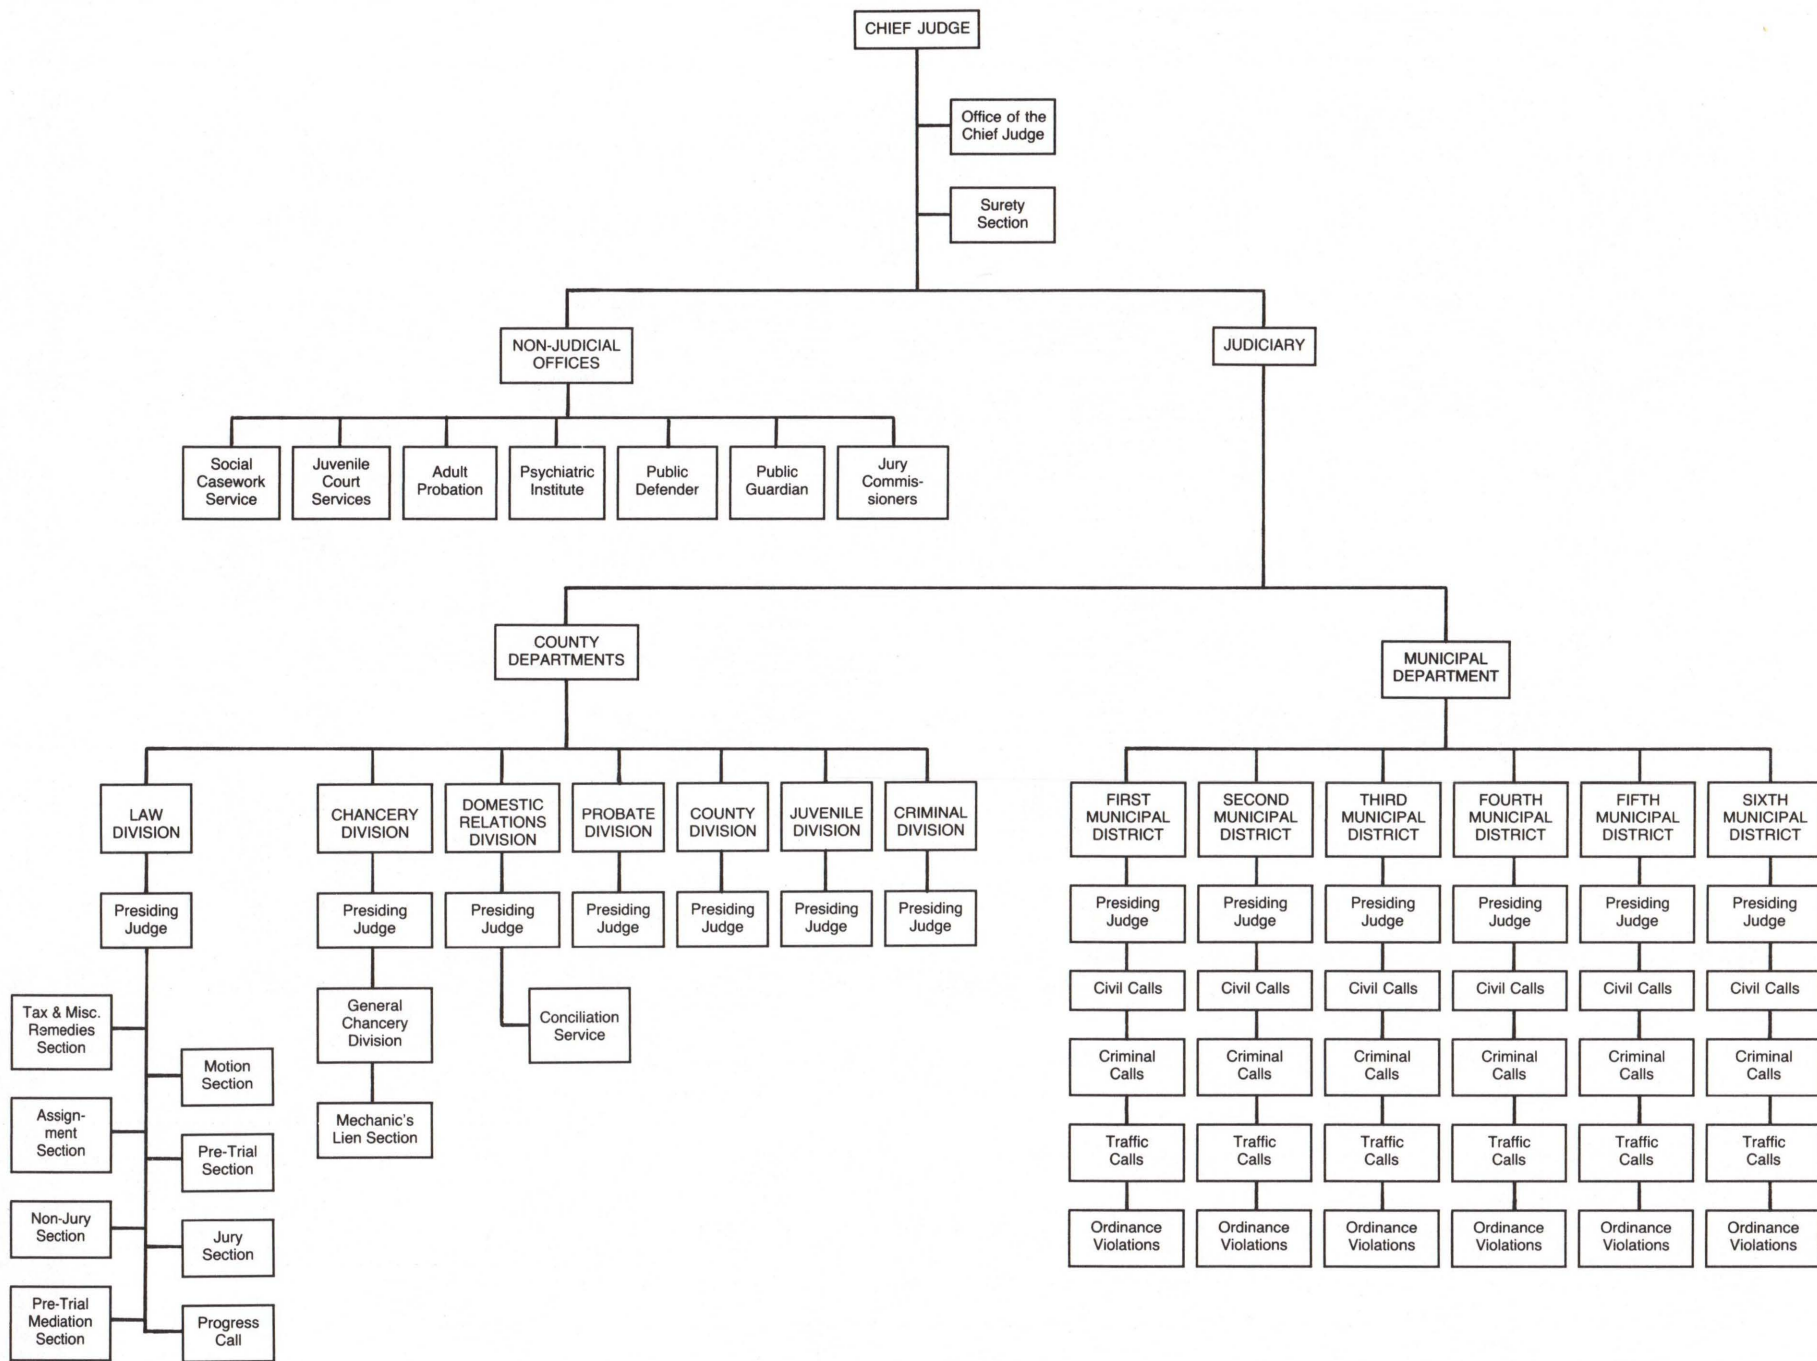 CHIEF JUDGE
Office of the
Chief Judge
Surety
Section
NON-JUDICIAL
OFFICES
JUDICIARY
Social
Casework
Service
Juvenile
Court
Services
Adult
Probation
Psychiatric
Institute
Public
Defender
Public
Guardian
Jury
Commis-
sioners
COUNTY
DEPARTMENTS
MUNICIPAL
DEPARTMENT
LAW
DIVISION
CHANCERY
DIVISION
DOMESTIC
RELATIONS
DIVISION
PROBATE
DIVISION
COUNTY
DIVISION
JUVENILE
DIVISION
CRIMINAL
DIVISION
FIRST
MUNICIPAL
DISTRICT
SECOND
MUNICIPAL
DISTRICT
THIRD
MUNICIPAL
DISTRICT
FOURTH
MUNICIPAL
DISTRICT
FIFTH
MUNICIPAL
DISTRICT
SIXTH
MUNICIPAL
DISTRICT
Presiding
Judge
Presiding
Judge
Presiding
Judge
Presiding
Judge
Presiding
Judge
Presiding
Judge
Presiding
Judge
Presiding
Judge
Presiding
Judge
Presiding
Judge
Presiding
Judge
Presiding
Judge
Presiding
Judge
Civil Calls
Civil Calls
Civil Calls
Civil Calls
Civil Calls
Civil Calls
Tax & Misc.
Remedies
Section
General
Chancery
Division
Conciliation
Service
Motion
Section
Criminal
Calls
Criminal
Calls
Criminal
Calls
Criminal
Calls
Criminal
Calls
Criminal
Calls
Assign-
ment
Section
Mechanic's
Lien Section
Pre-Trial
Section
Traffic
Calls
Traffic
Calls
Traffic
Calls
Traffic
Calls
Traffic
Calls
Traffic
Calls
Non-Jury
Section
Jury
Section
Ordinance
Violations
Ordinance
Violations
Ordinance
Violations
Ordinance
Violations
Ordinance
Violations
Ordinance
Violations
Pre-Trial
Mediation
Section
Progress
Call